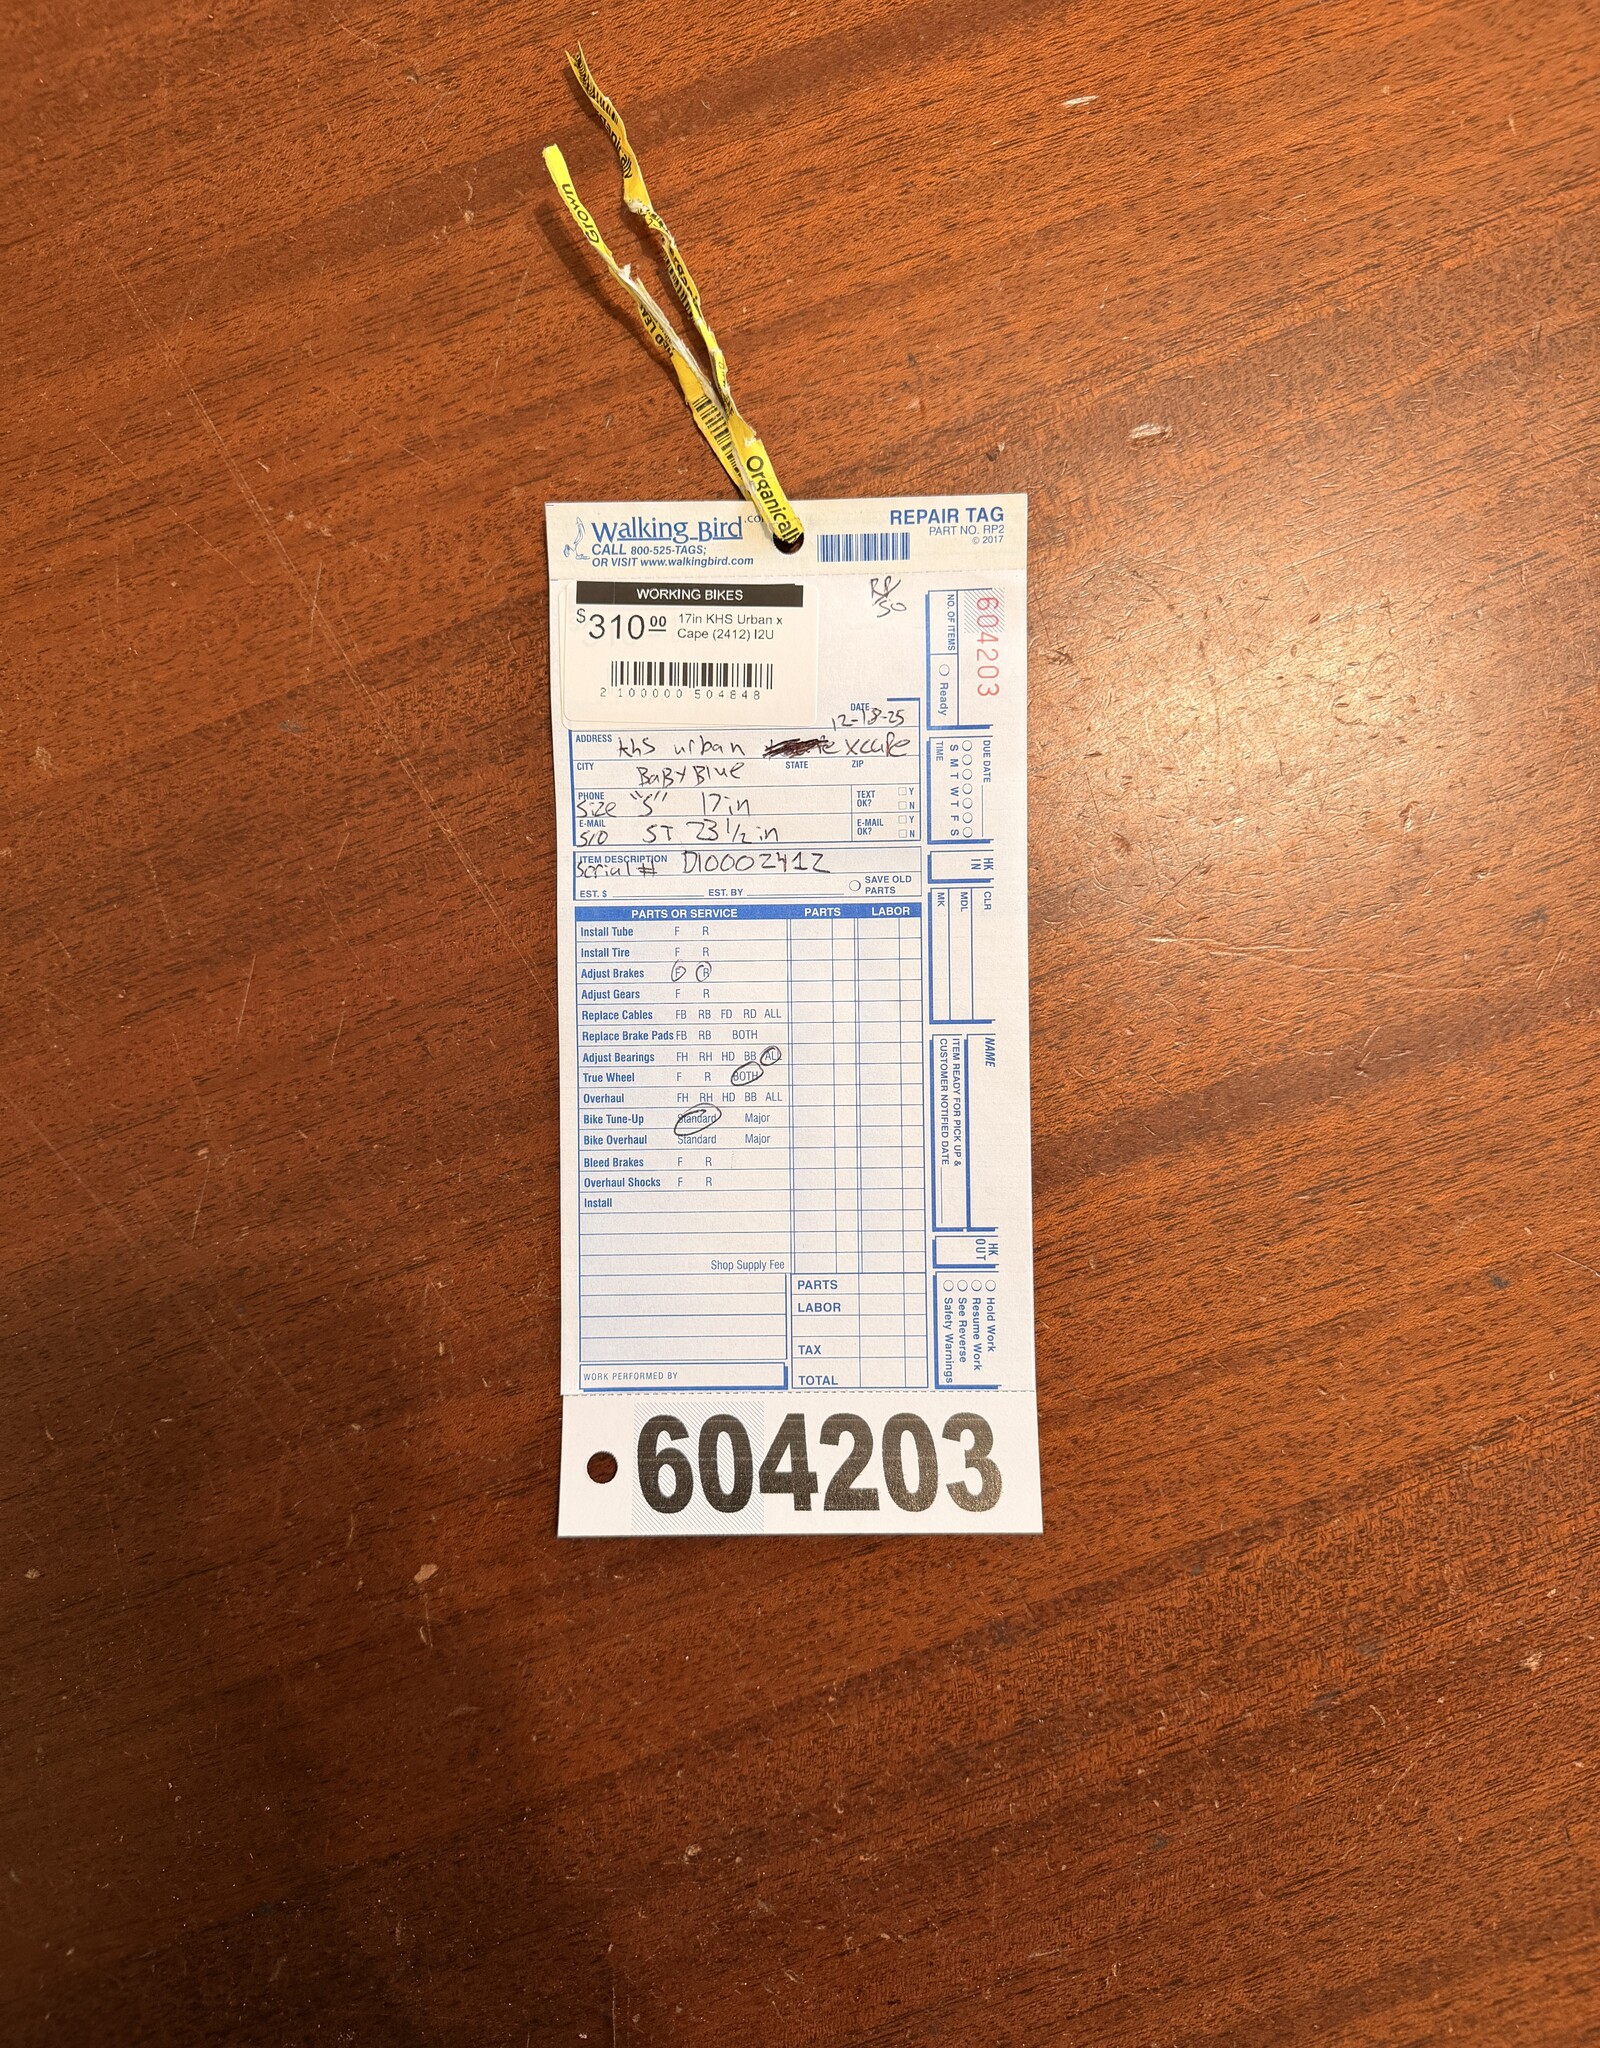 Grown
Organical
Walking Bird
CALL 800-525-TAGS;
OR VISIT www.walkingbird.com
REPAIR TAG
PART NO. RP2
© 2017
WORKING BIKES
$310.00 17in KHS Urban x
Cape (2412) I2U
2 100000 504848
50
604203
NO. OF ITEMS
Ready
DATE 12-18-25
ADDRESS khs urban xcape
CITY BaBy Blue STATE ZIP
PHONE Size "S" 17in TEXT OK? Y N
E-MAIL S/O ST 23 1/2 in E-MAIL OK? Y N
ITEM DESCRIPTION
Serial # D10002412
EST. $ EST. BY SAVE OLD PARTS
PARTS OR SERVICE PARTS LABOR
Install Tube F R
Install Tire F R
Adjust Brakes F R
Adjust Gears F R
Replace Cables FB RB FD RD ALL
Replace Brake Pads FB RB BOTH
Adjust Bearings FH RH HD BB ALL
True Wheel F R BOTH
Overhaul FH RH HD BB ALL
Bike Tune-Up Standard Major
Bike Overhaul Standard Major
Bleed Brakes F R
Overhaul Shocks F R
Install
Shop Supply Fee
PARTS
LABOR
TAX
TOTAL
WORK PERFORMED BY
DUE DATE
S M T W T F S
TIME
HK IN
CLR
MDL
MK
NAME
ITEM READY FOR PICK UP &
CUSTOMER NOTIFIED DATE
HK OUT
Hold Work
Resume Work
See Reverse
Safety Warnings
604203